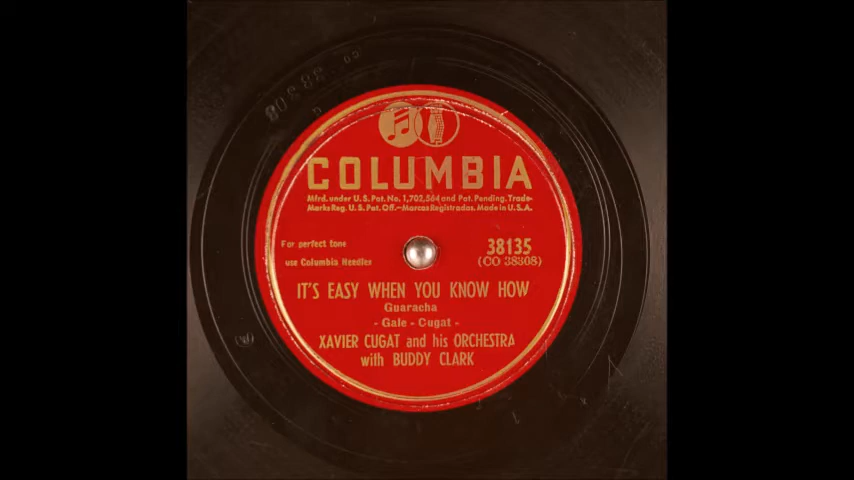 COLUMBIA
Mfrd. under U.S. Pat. No. 1,702,564 and Pat. Pending. Trade-
Marks Reg. U.S. Pat. Off.—Marcas Registradas. Made in U.S.A.
For perfect tone
use Columbia Needles
38135
(CO 38308)
IT'S EASY WHEN YOU KNOW HOW
Guaracha
- Gale - Cugat -
XAVIER CUGAT and his ORCHESTRA
with BUDDY CLARK